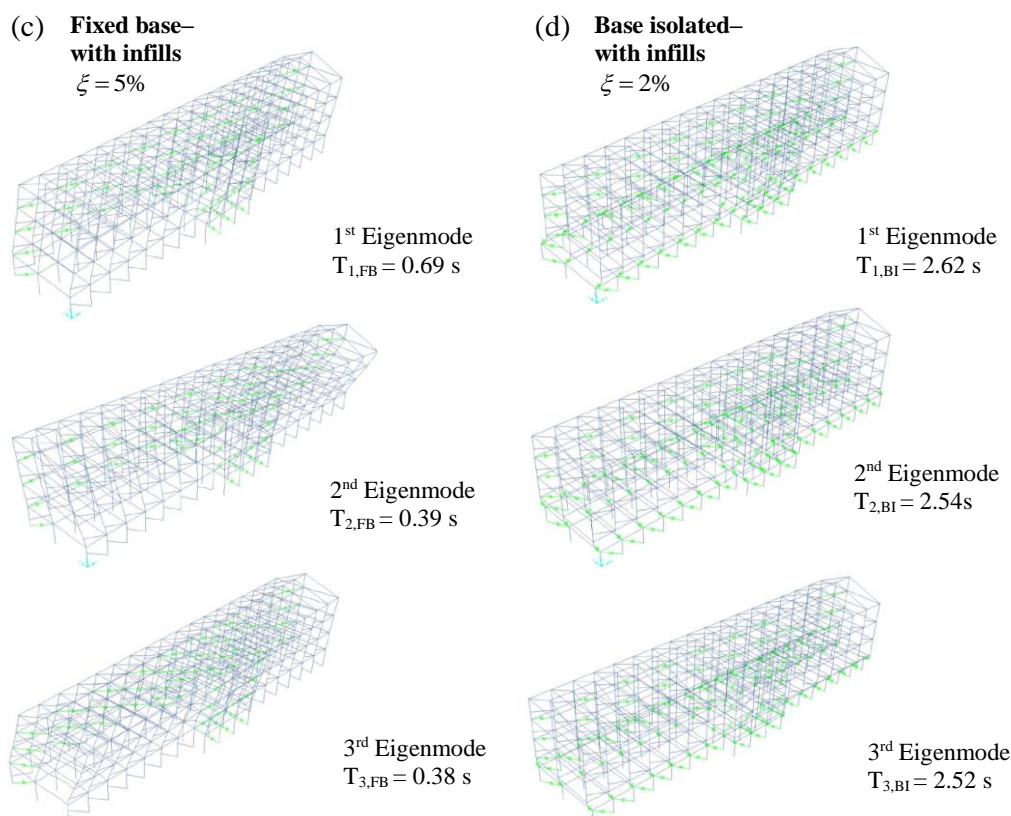 (c) Fixed base–
with infills
ξ = 5%
1st Eigenmode
T1,FB = 0.69 s
2nd Eigenmode
T2,FB = 0.39 s
3rd Eigenmode
T3,FB = 0.38 s
(d) Base isolated–
with infills
ξ = 2%
1st Eigenmode
T1,BI = 2.62 s
2nd Eigenmode
T2,BI = 2.54s
3rd Eigenmode
T3,BI = 2.52 s